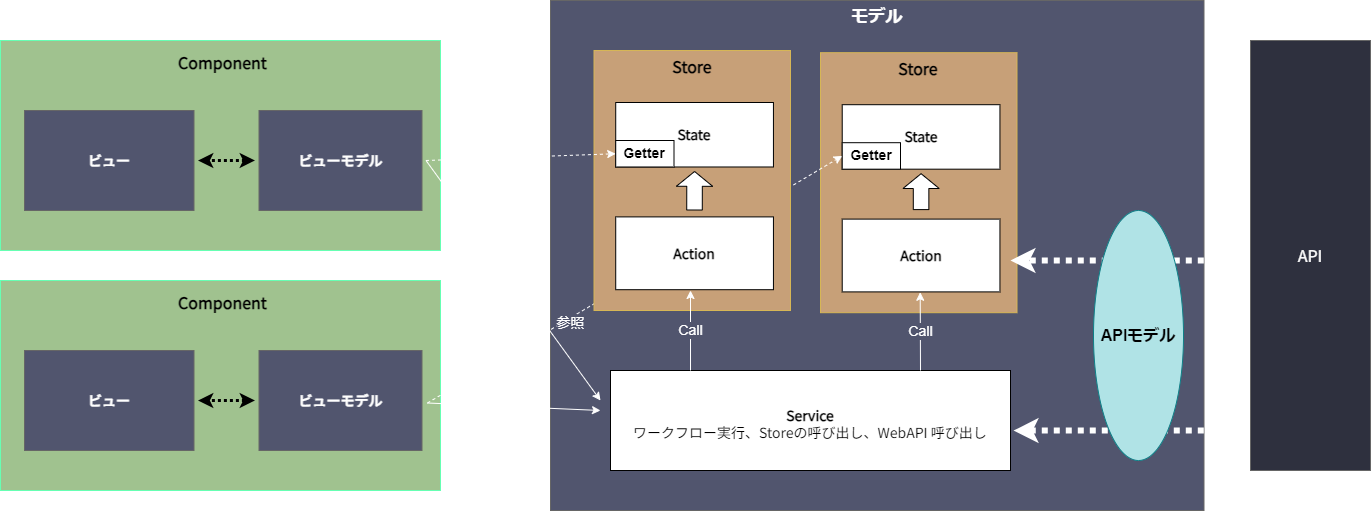 モデル
Component
ビュー
ビューモデル
Component
ビュー
ビューモデル
Store
State
Getter
Action
Call
Store
State
Getter
Action
Call
参照
Service
ワークフロー実行、Storeの呼び出し、WebAPI 呼び出し
APIモデル
API